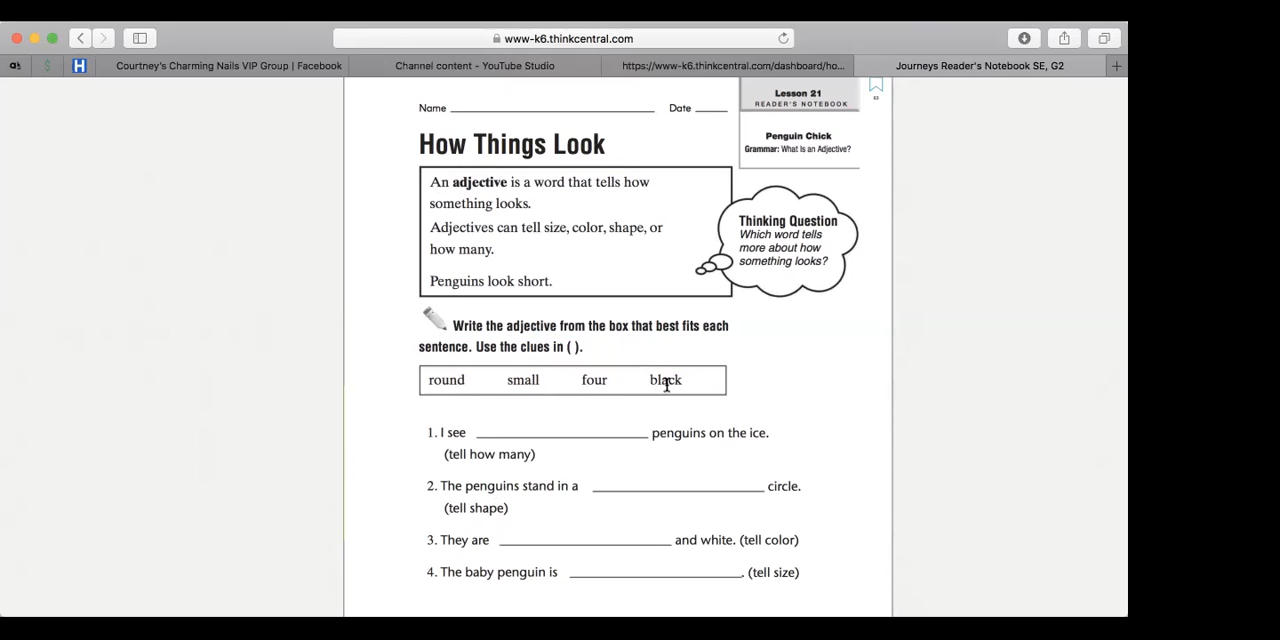 www-k6.thinkcentral.com
Courtney's Charming Nails VIP Group | Facebook
Channel content - YouTube Studio
https://www-k6.thinkcentral.com/dashboard/ho...
Journeys Reader's Notebook SE, G2
Name Date
Lesson 21
READER'S NOTEBOOK
63
How Things Look
Penguin Chick
Grammar: What Is an Adjective?
An adjective is a word that tells how
something looks.
Adjectives can tell size, color, shape, or
how many.
Penguins look short.
Thinking Question
Which word tells
more about how
something looks?
Write the adjective from the box that best fits each
sentence. Use the clues in ( ).
round small four black
1. I see ____ penguins on the ice.
(tell how many)
2. The penguins stand in a ____ circle.
(tell shape)
3. They are ____ and white. (tell color)
4. The baby penguin is ____. (tell size)